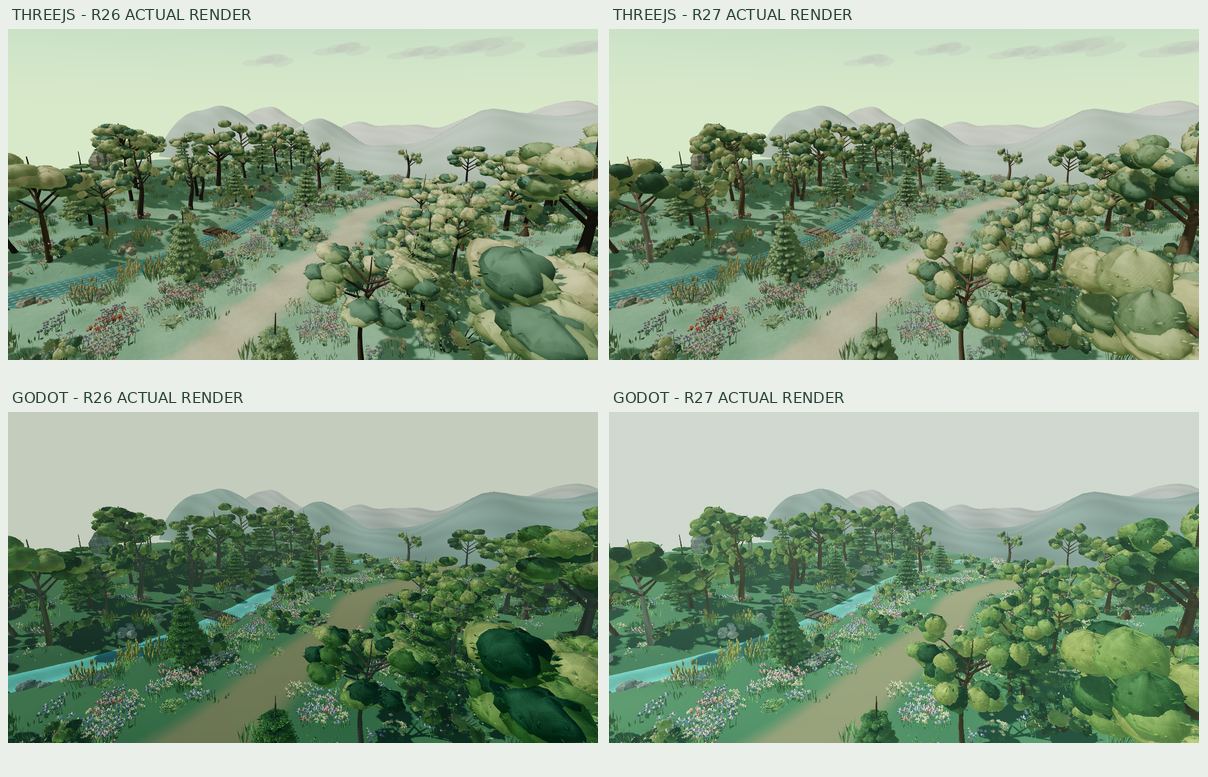 THREEJS - R26 ACTUAL RENDER
THREEJS - R27 ACTUAL RENDER
GODOT - R26 ACTUAL RENDER
GODOT - R27 ACTUAL RENDER